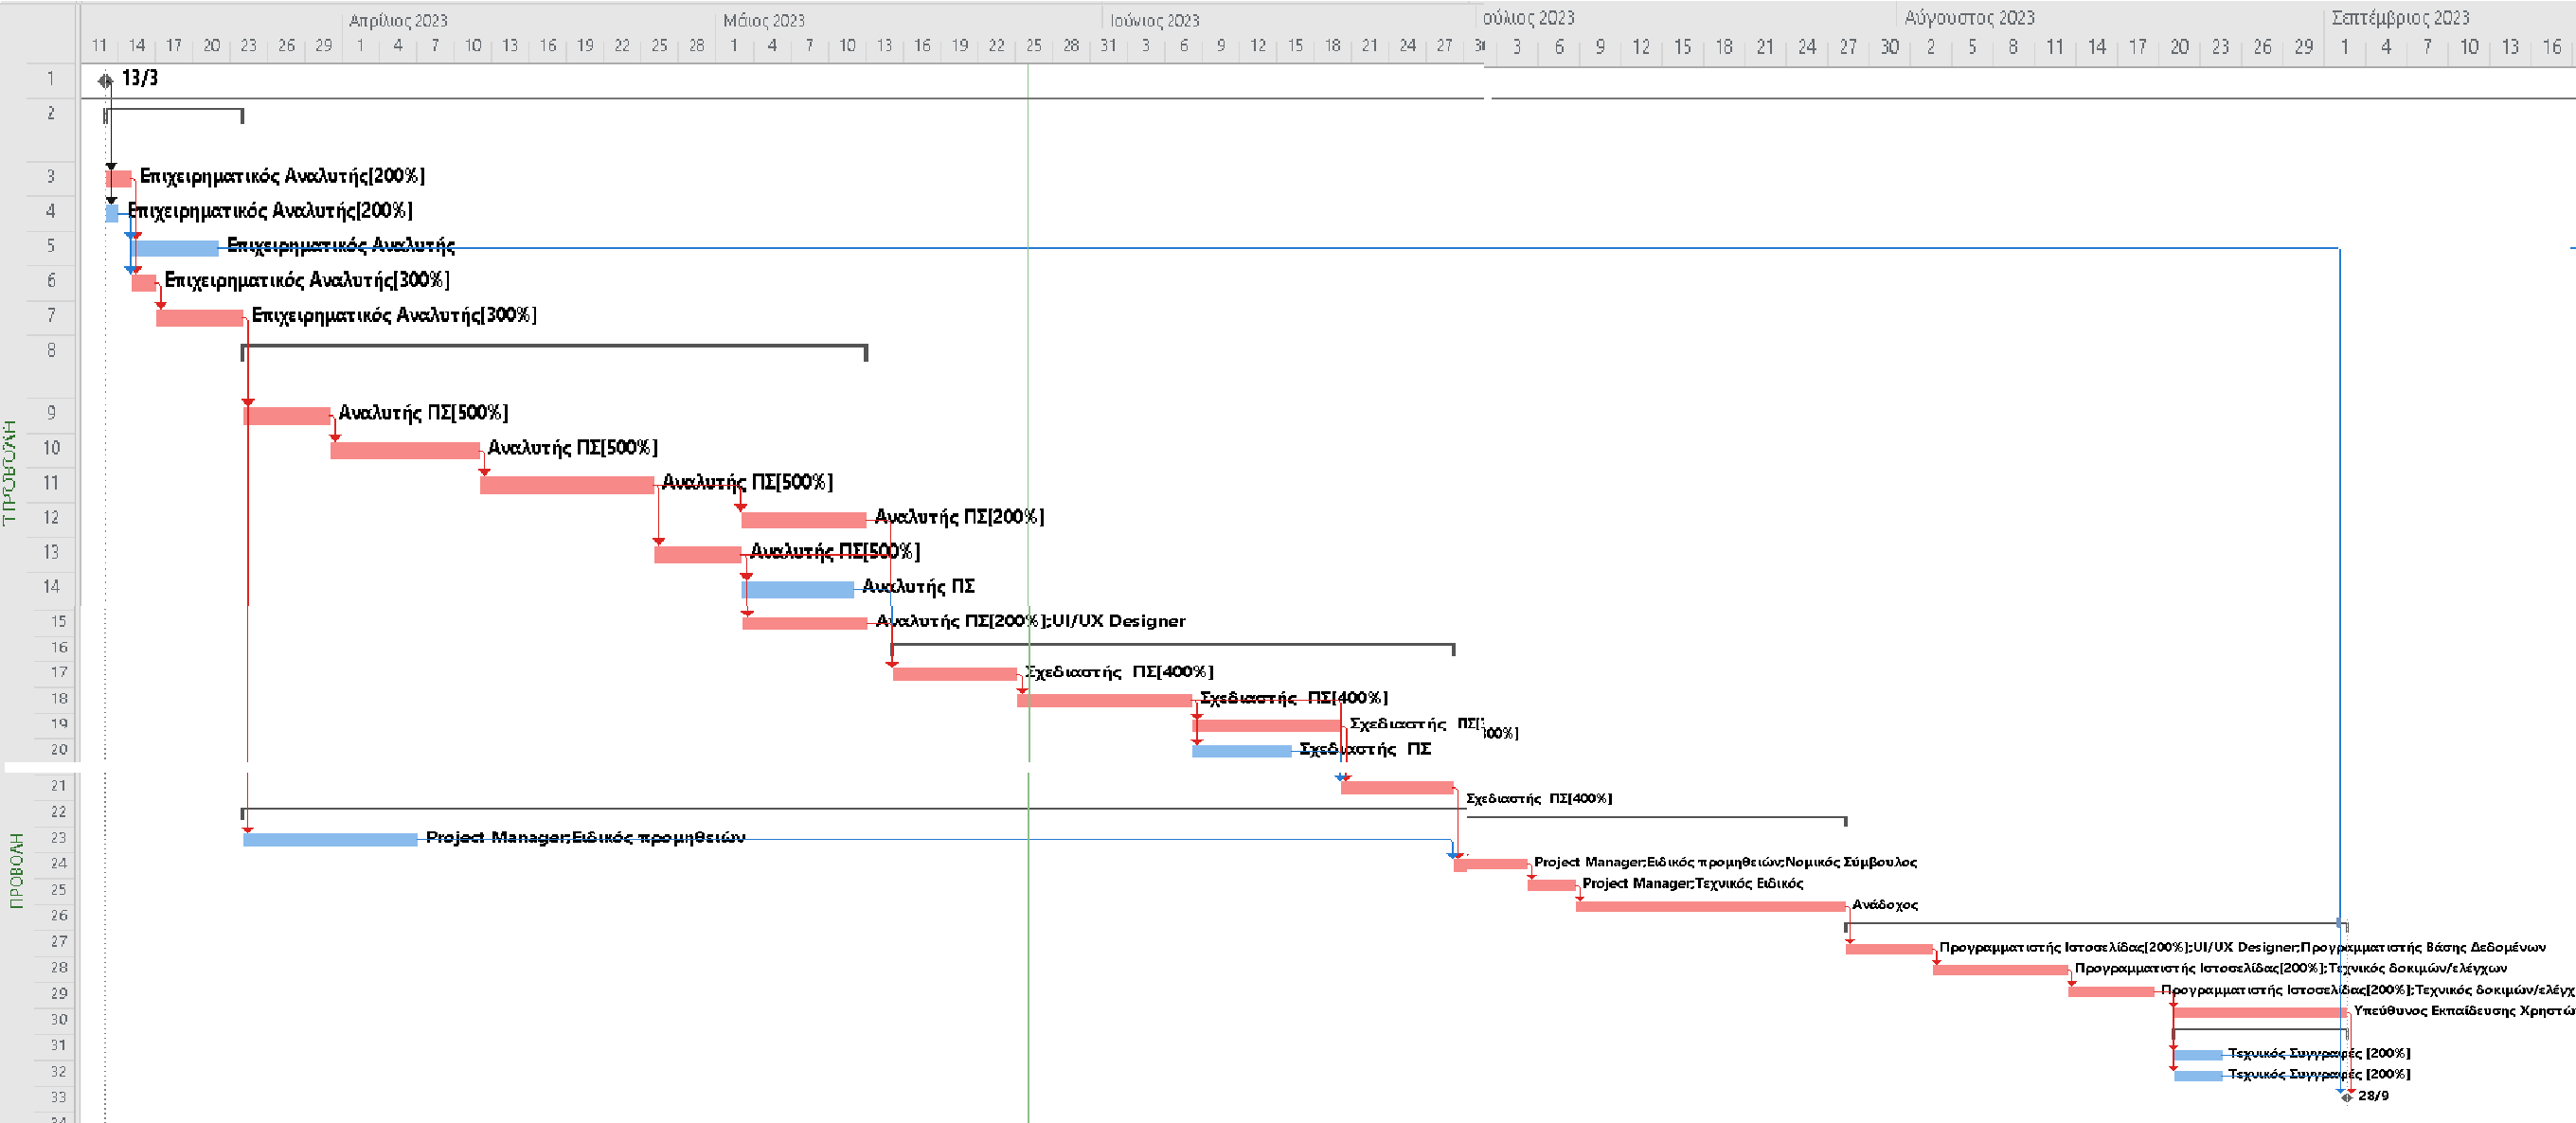 Απρίλιος 2023 Μάιος 2023 Ιούνιος 2023 ούλιος 2023 Αύγουστος 2023 Σεπτέμβριος 2023
11 14 17 20 23 26 29 1 4 7 10 13 16 19 22 25 28 1 4 7 10 13 16 19 22 25 28 31 3 6 9 12 15 18 21 24 27 3 6 9 12 15 18 21 24 27 30 2 5 8 11 14 17 20 23 26 29 1 4 7 10 13 16
1 13/3
2
3 Επιχειρηματικός Αναλυτής[200%]
4 Επιχειρηματικός Αναλυτής[200%]
5 Επιχειρηματικός Αναλυτής
6 Επιχειρηματικός Αναλυτής[300%]
7 Επιχειρηματικός Αναλυτής[300%]
8
9 Αναλυτής ΠΣ[500%]
10 Αναλυτής ΠΣ[500%]
11 Αναλυτής ΠΣ[500%]
12 Αναλυτής ΠΣ[200%]
13 Αναλυτής ΠΣ[500%]
14 Αναλυτής ΠΣ
15 Αναλυτής ΠΣ[200%];UI/UX Designer
16
17 Σχεδιαστής ΠΣ[400%]
18 Σχεδιαστής ΠΣ[400%]
19 Σχεδιαστής ΠΣ[
00%]
20 Σχεδιαστής ΠΣ
21
Σχεδιαστής ΠΣ[400%]
22
23 Project Manager;Ειδικός προμηθειών
24 Project Manager;Ειδικός προμηθειών;Νομικός Σύμβουλος
25 Project Manager;Τεχνικός Ειδικός
26 Ανάδοχος
27 Προγραμματιστής Ιστοσελίδας[200%];UI/UX Designer;Προγραμματιστής Βάσης Δεδομένων
28 Προγραμματιστής Ιστοσελίδας[200%];Τεχνικός δοκιμών/ελέγχων
29 Προγραμματιστής Ιστοσελίδας[200%];Τεχνικός δοκιμών/ελέγχ
30 Υπεύθυνος Εκπαίδευσης Χρηστώ
31 Τεχνικός Συγγραφές [200%]
32 Τεχνικός Συγγραφές [200%]
33 28/9
ΠΡΟΒΟΛΗ